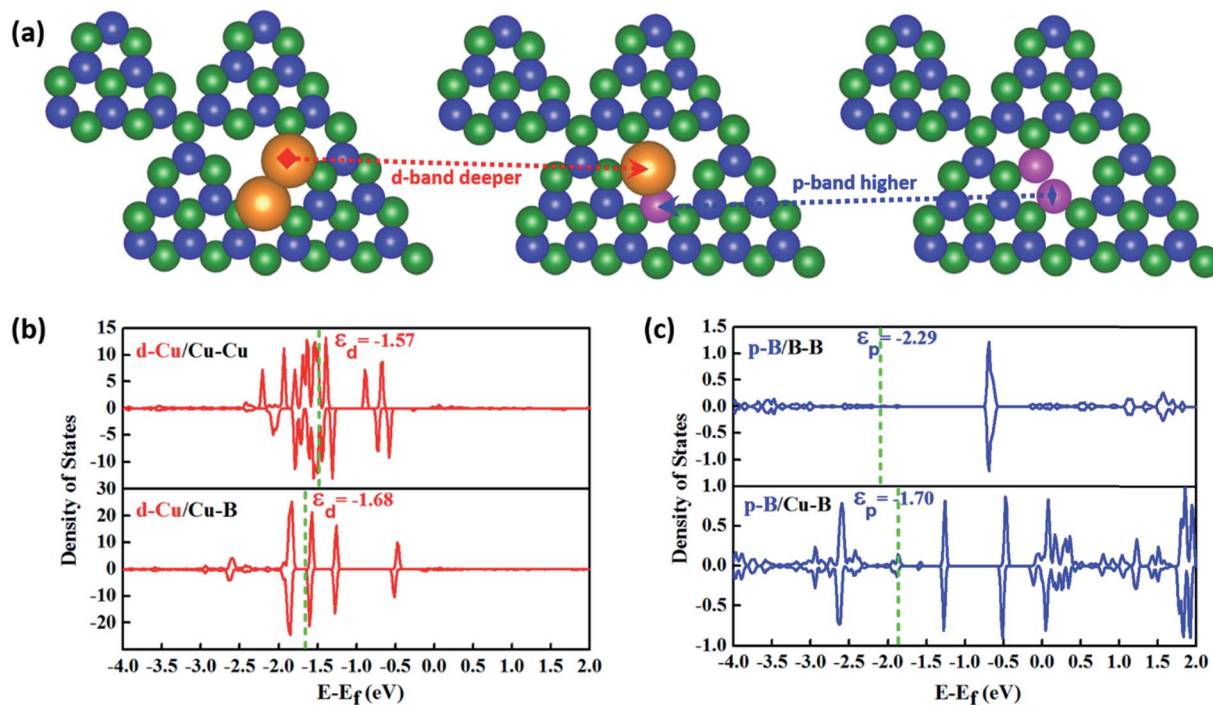 (a)
d-band deeper
p-band higher
(b)
d-Cu/Cu-Cu
εd = -1.57
15
10
5
0
-5
-10
30
d-Cu/Cu-B
εd = -1.68
20
10
0
-10
-20
Density of States
-4.0 -3.5 -3.0 -2.5 -2.0 -1.5 -1.0 -0.5 0.0 0.5 1.0 1.5 2.0
E-Ef (eV)
(c)
p-B/B-B
εp = -2.29
1.5
1.0
0.5
0.0
-0.5
-1.0
1.0
p-B/Cu-B
εp = -1.70
0.5
0.0
-0.5
-1.0
Density of States
-4.0 -3.5 -3.0 -2.5 -2.0 -1.5 -1.0 -0.5 0.0 0.5 1.0 1.5 2.0
E-Ef (eV)